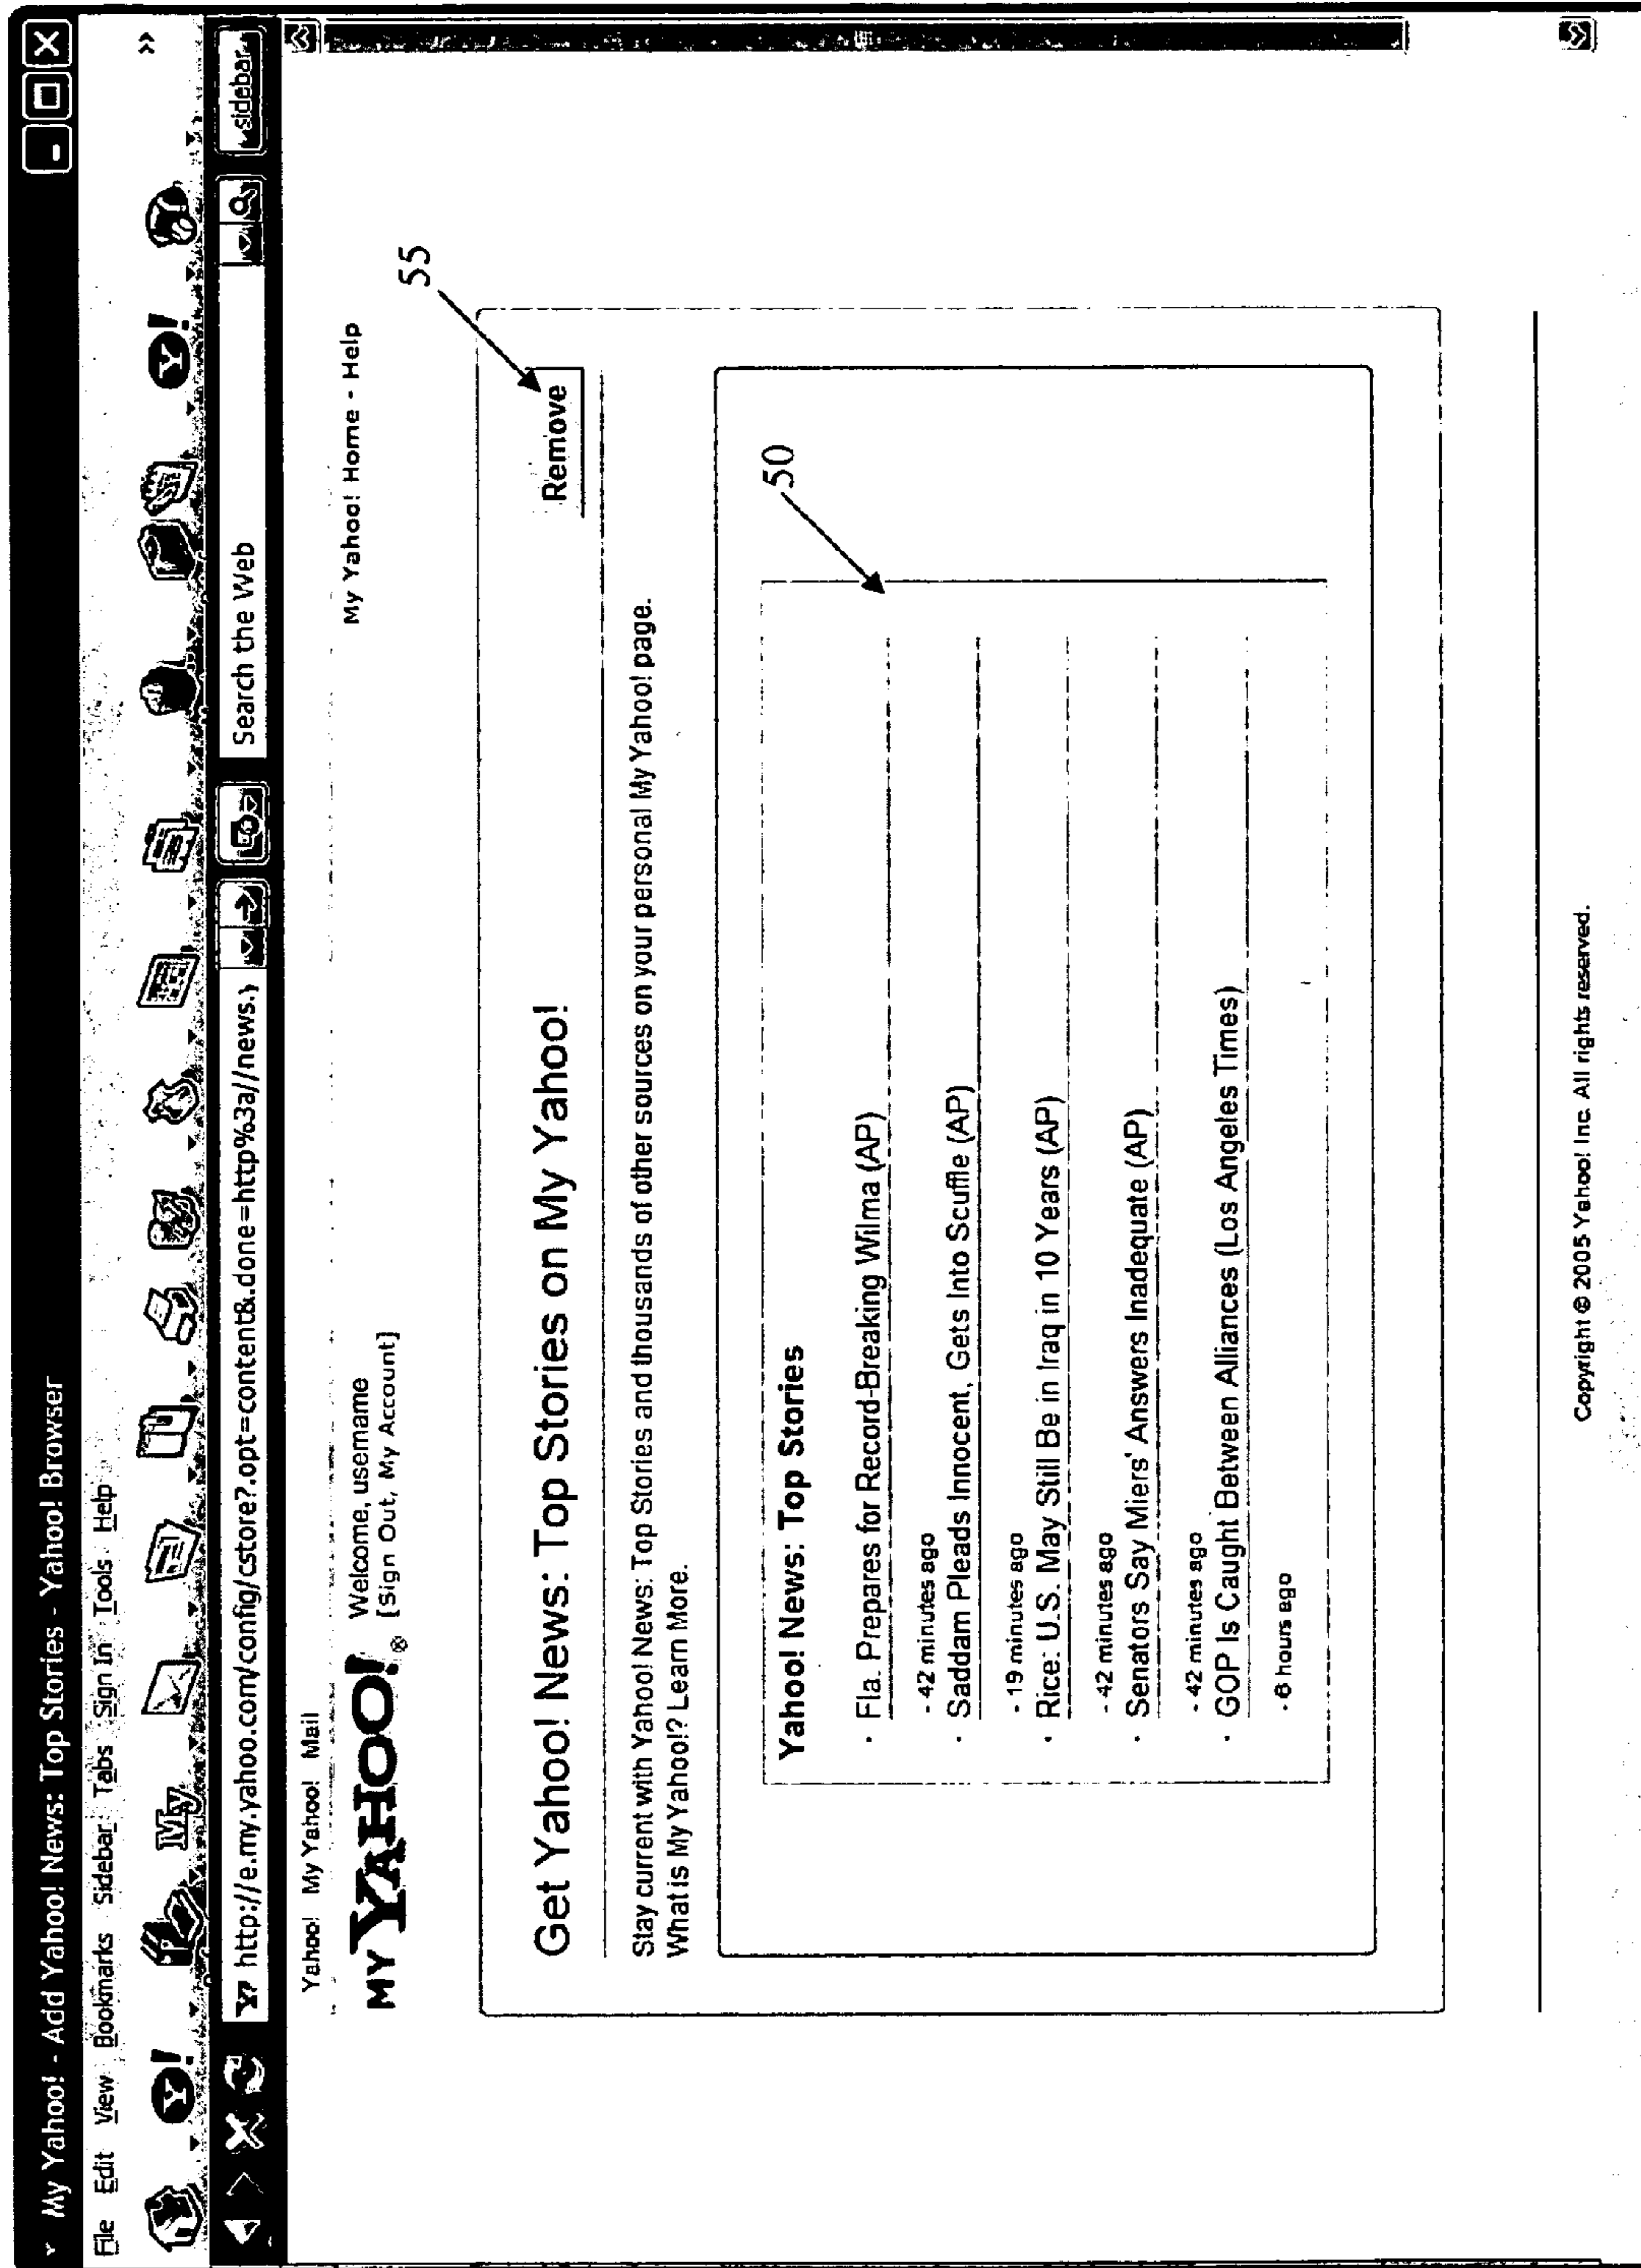 My Yahoo! - Add Yahoo! News: Top Stories - Yahoo! Browser
File Edit View Bookmarks Sidebar Tabs Sign In Tools Help
»
Y! My Y!
http://e.my.yahoo.com/config/cstore?.opt=content&.done=http%3a//news.y Search the Web sidebar
Yahoo! My Yahoo! Mail
MY YAHOO!® Welcome, username My Yahoo! Home - Help
[Sign Out, My Account]
55
Get Yahoo! News: Top Stories on My Yahoo! Remove
Stay current with Yahoo! News: Top Stories and thousands of other sources on your personal My Yahoo! page.
What is My Yahoo!? Learn More.
50
Yahoo! News: Top Stories
· Fla. Prepares for Record-Breaking Wilma (AP)
- 42 minutes ago
· Saddam Pleads Innocent, Gets Into Scuffle (AP)
- 19 minutes ago
· Rice: U.S. May Still Be in Iraq in 10 Years (AP)
- 42 minutes ago
· Senators Say Miers' Answers Inadequate (AP)
- 42 minutes ago
· GOP Is Caught Between Alliances (Los Angeles Times)
- 6 hours ago
Copyright © 2005 Yahoo! Inc. All rights reserved.